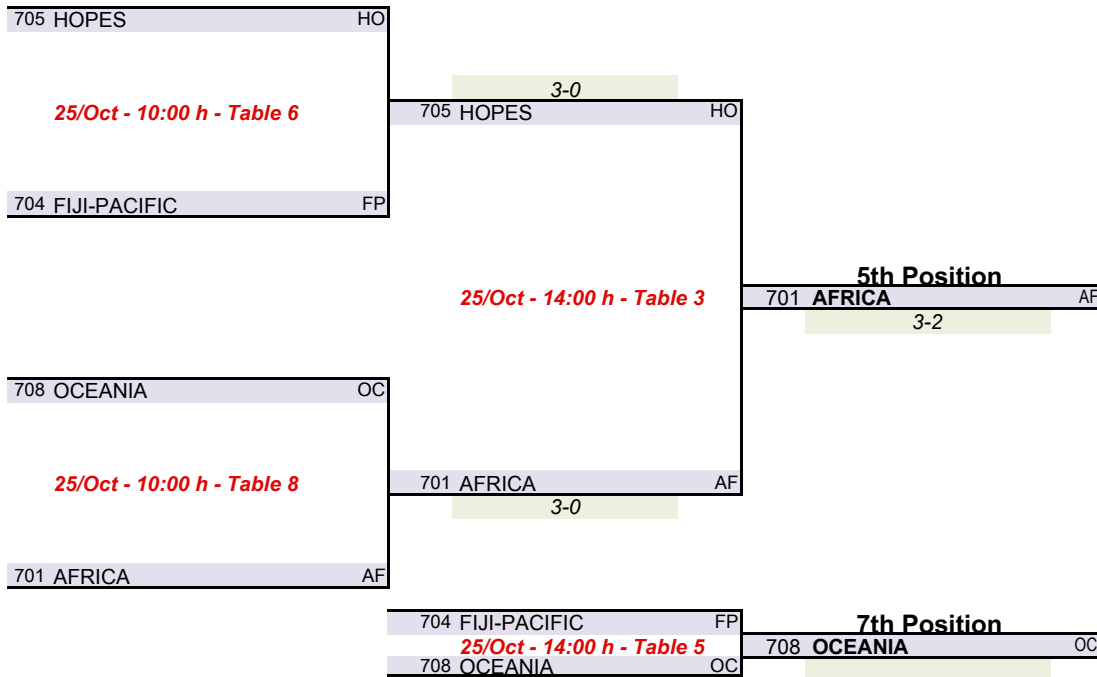 705 HOPES HO
25/Oct - 10:00 h - Table 6
704 FIJI-PACIFIC FP
3-0
705 HOPES HO
25/Oct - 14:00 h - Table 3
5th Position
701 AFRICA AF
3-2
708 OCEANIA OC
25/Oct - 10:00 h - Table 8
701 AFRICA AF
701 AFRICA AF
3-0
704 FIJI-PACIFIC FP
25/Oct - 14:00 h - Table 5
708 OCEANIA OC
7th Position
708 OCEANIA OC